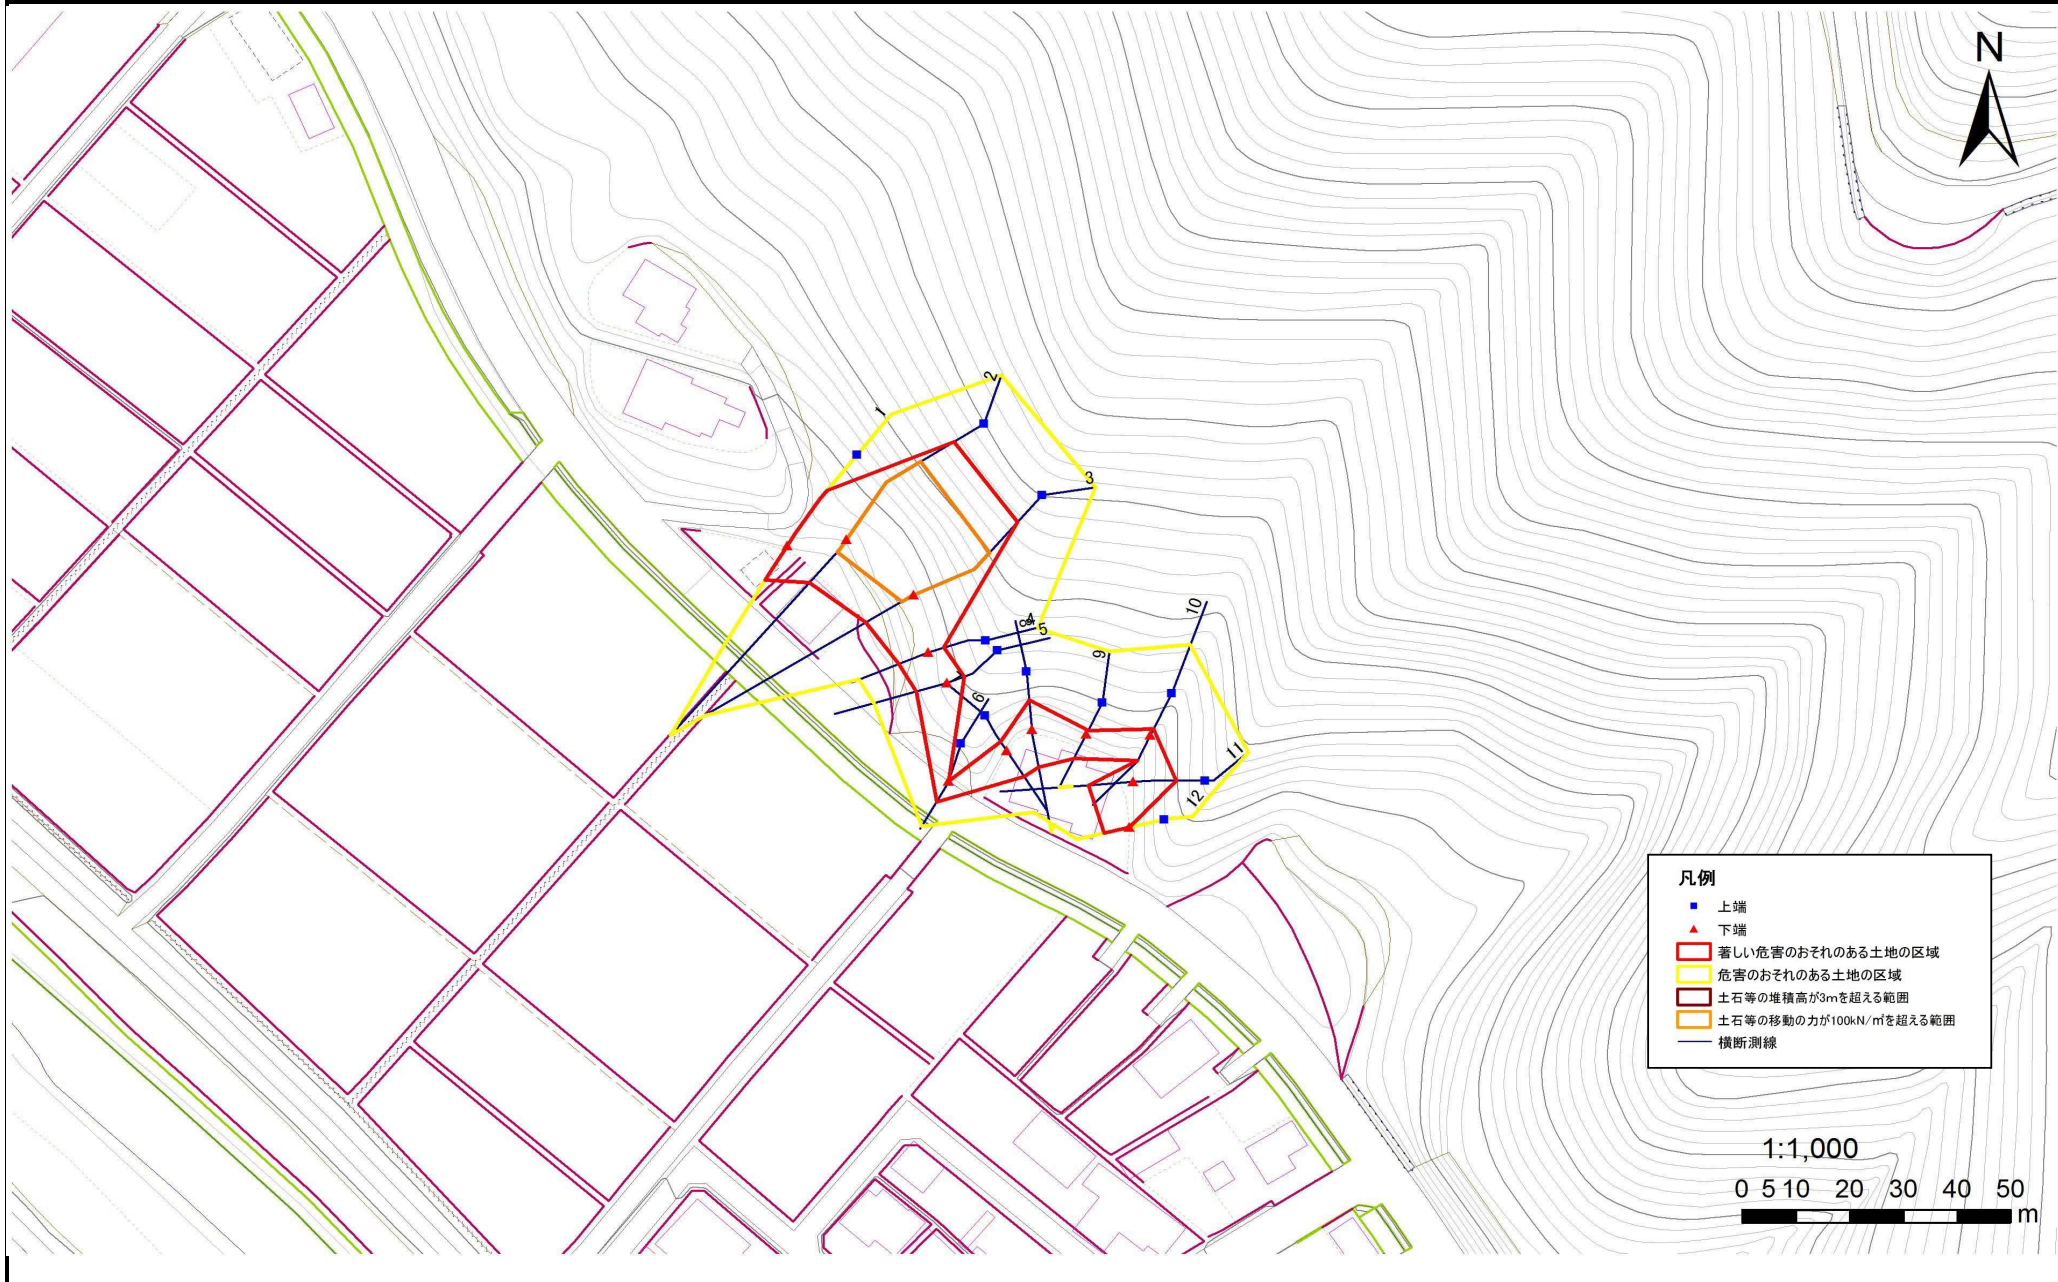 N
1
2
3
4
8
5
10
9
6
11
12
凡例
上端
下端
著しい危害のおそれのある土地の区域
危害のおそれのある土地の区域
土石等の堆積高が3mを超える範囲
土石等の移動の力が100kN/㎡を超える範囲
横断測線
1:1,000
0 5 10 20 30 40 50
m